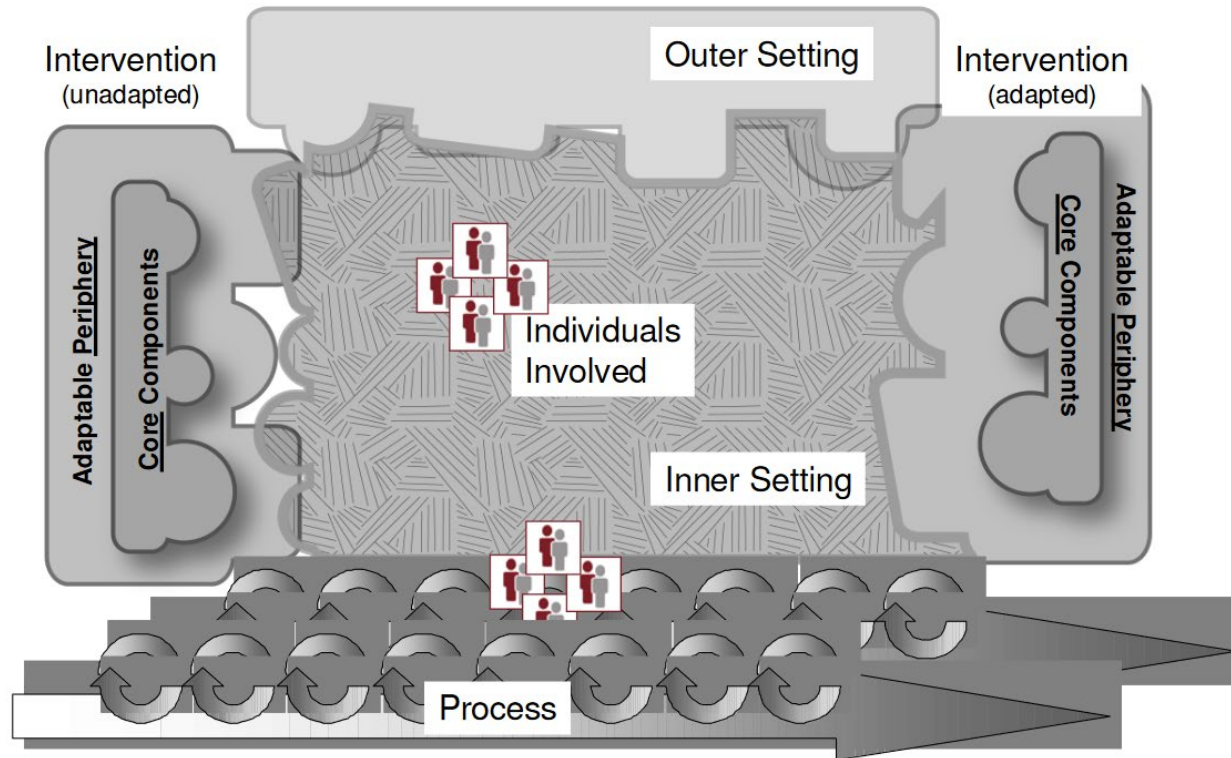 Outer Setting
Intervention
(unadapted)
Intervention
(adapted)
Adaptable Periphery
Core Components
Individuals
Involved
Core Components
Adaptable Periphery
Inner Setting
Process